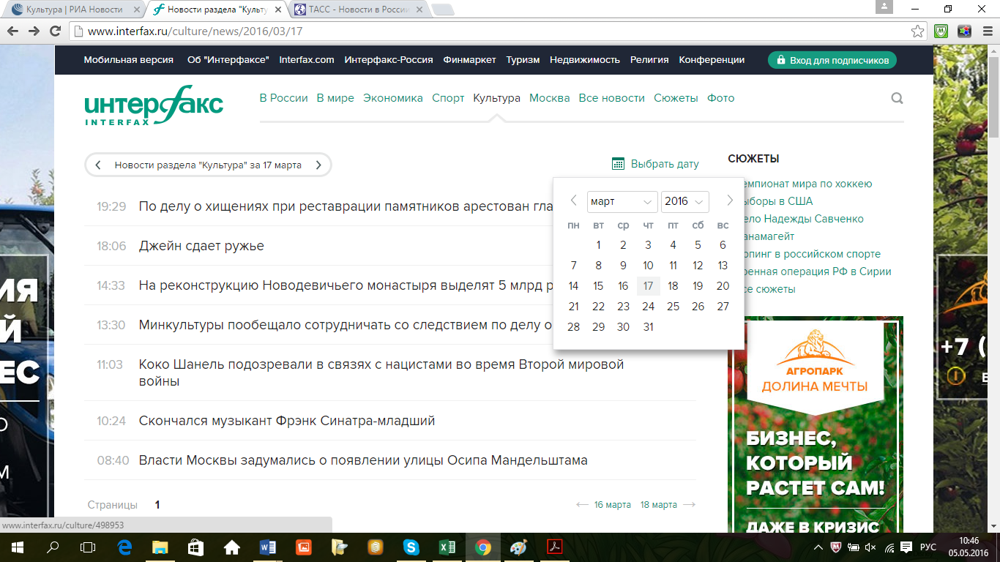 Культура | РИА Новости
Новости раздела "Культу
ТАСС - Новости в России
www.interfax.ru/culture/news/2016/03/17
Мобильная версия Об "Интерфаксе" Interfax.com Интерфакс-Россия Финмаркет Туризм Недвижимость Религия Конференции Вход для подписчиков
интерфакс
INTERFAX
В России В мире Экономика Спорт Культура Москва Все новости Сюжеты Фото
Новости раздела "Культура" за 17 марта
Выбрать дату
март 2016
пн вт ср чт пт сб вс
1 2 3 4 5 6
7 8 9 10 11 12 13
14 15 16 17 18 19 20
21 22 23 24 25 26 27
28 29 30 31
19:29 По делу о хищениях при реставрации памятников арестован гла
18:06 Джейн сдает ружье
14:33 На реконструкцию Новодевичьего монастыря выделят 5 млрд р
13:30 Минкультуры пообещало сотрудничать со следствием по делу о
11:03 Коко Шанель подозревали в связях с нацистами во время Второй мировой
войны
10:24 Скончался музыкант Фрэнк Синатра-младший
08:40 Власти Москвы задумались о появлении улицы Осипа Мандельштама
Страницы 1
16 марта 18 марта
СЮЖЕТЫ
емпионат мира по хоккею
ыборы в США
ело Надежды Савченко
анамагейт
опинг в российском спорте
оенная операция РФ в Сирии
се сюжеты
АГРОПАРК
ДОЛИНА МЕЧТЫ
БИЗНЕС,
КОТОРЫЙ
РАСТЕТ САМ!
ДАЖЕ В КРИЗИС
ИЯ
Й
ЕС
О
М
+7 (
www.interfax.ru/culture/498953
РУС
10:46
05.05.2016